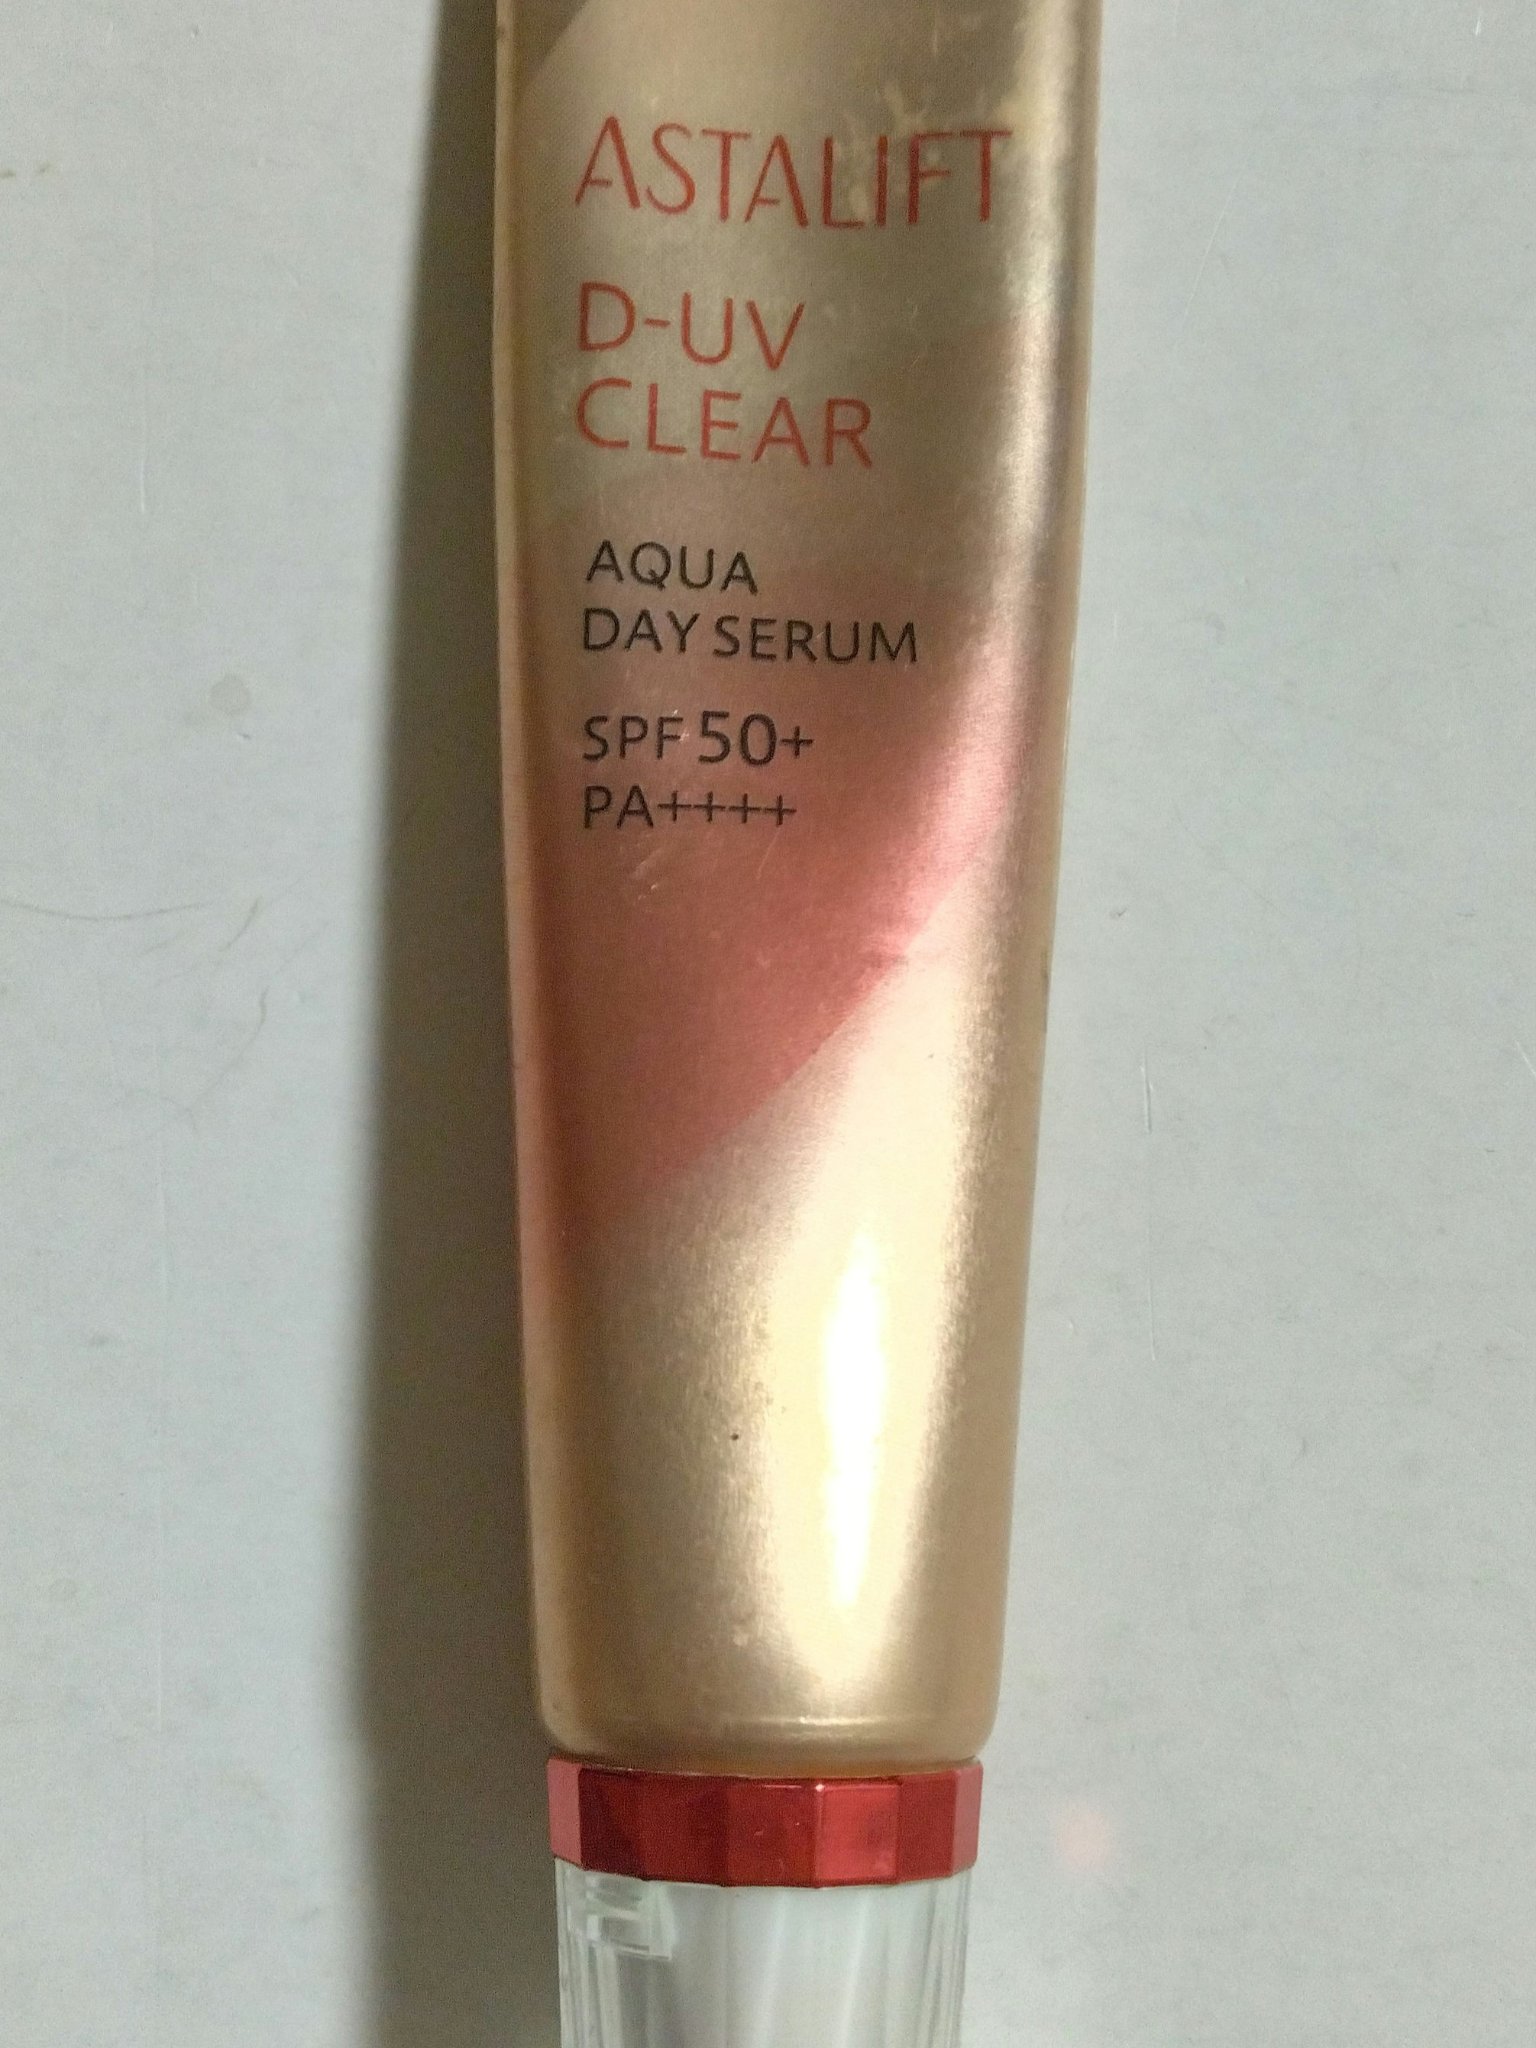 ASTALIFT
D-UV
CLEAR
AQUA
DAY SERUM
SPF 50+
PA++++